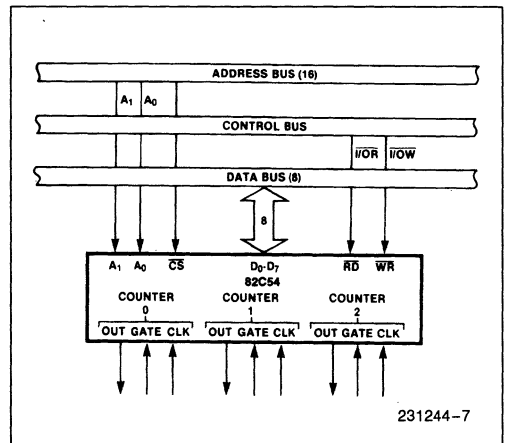 ADDRESS BUS (16)
A1 A0
CONTROL BUS
I/OR I/OW
DATA BUS (8)
8
A1 A0 CS D0-D7 RD WR
82C54
COUNTER COUNTER COUNTER
0 1 2
OUT GATE CLK OUT GATE CLK OUT GATE CLK
231244-7